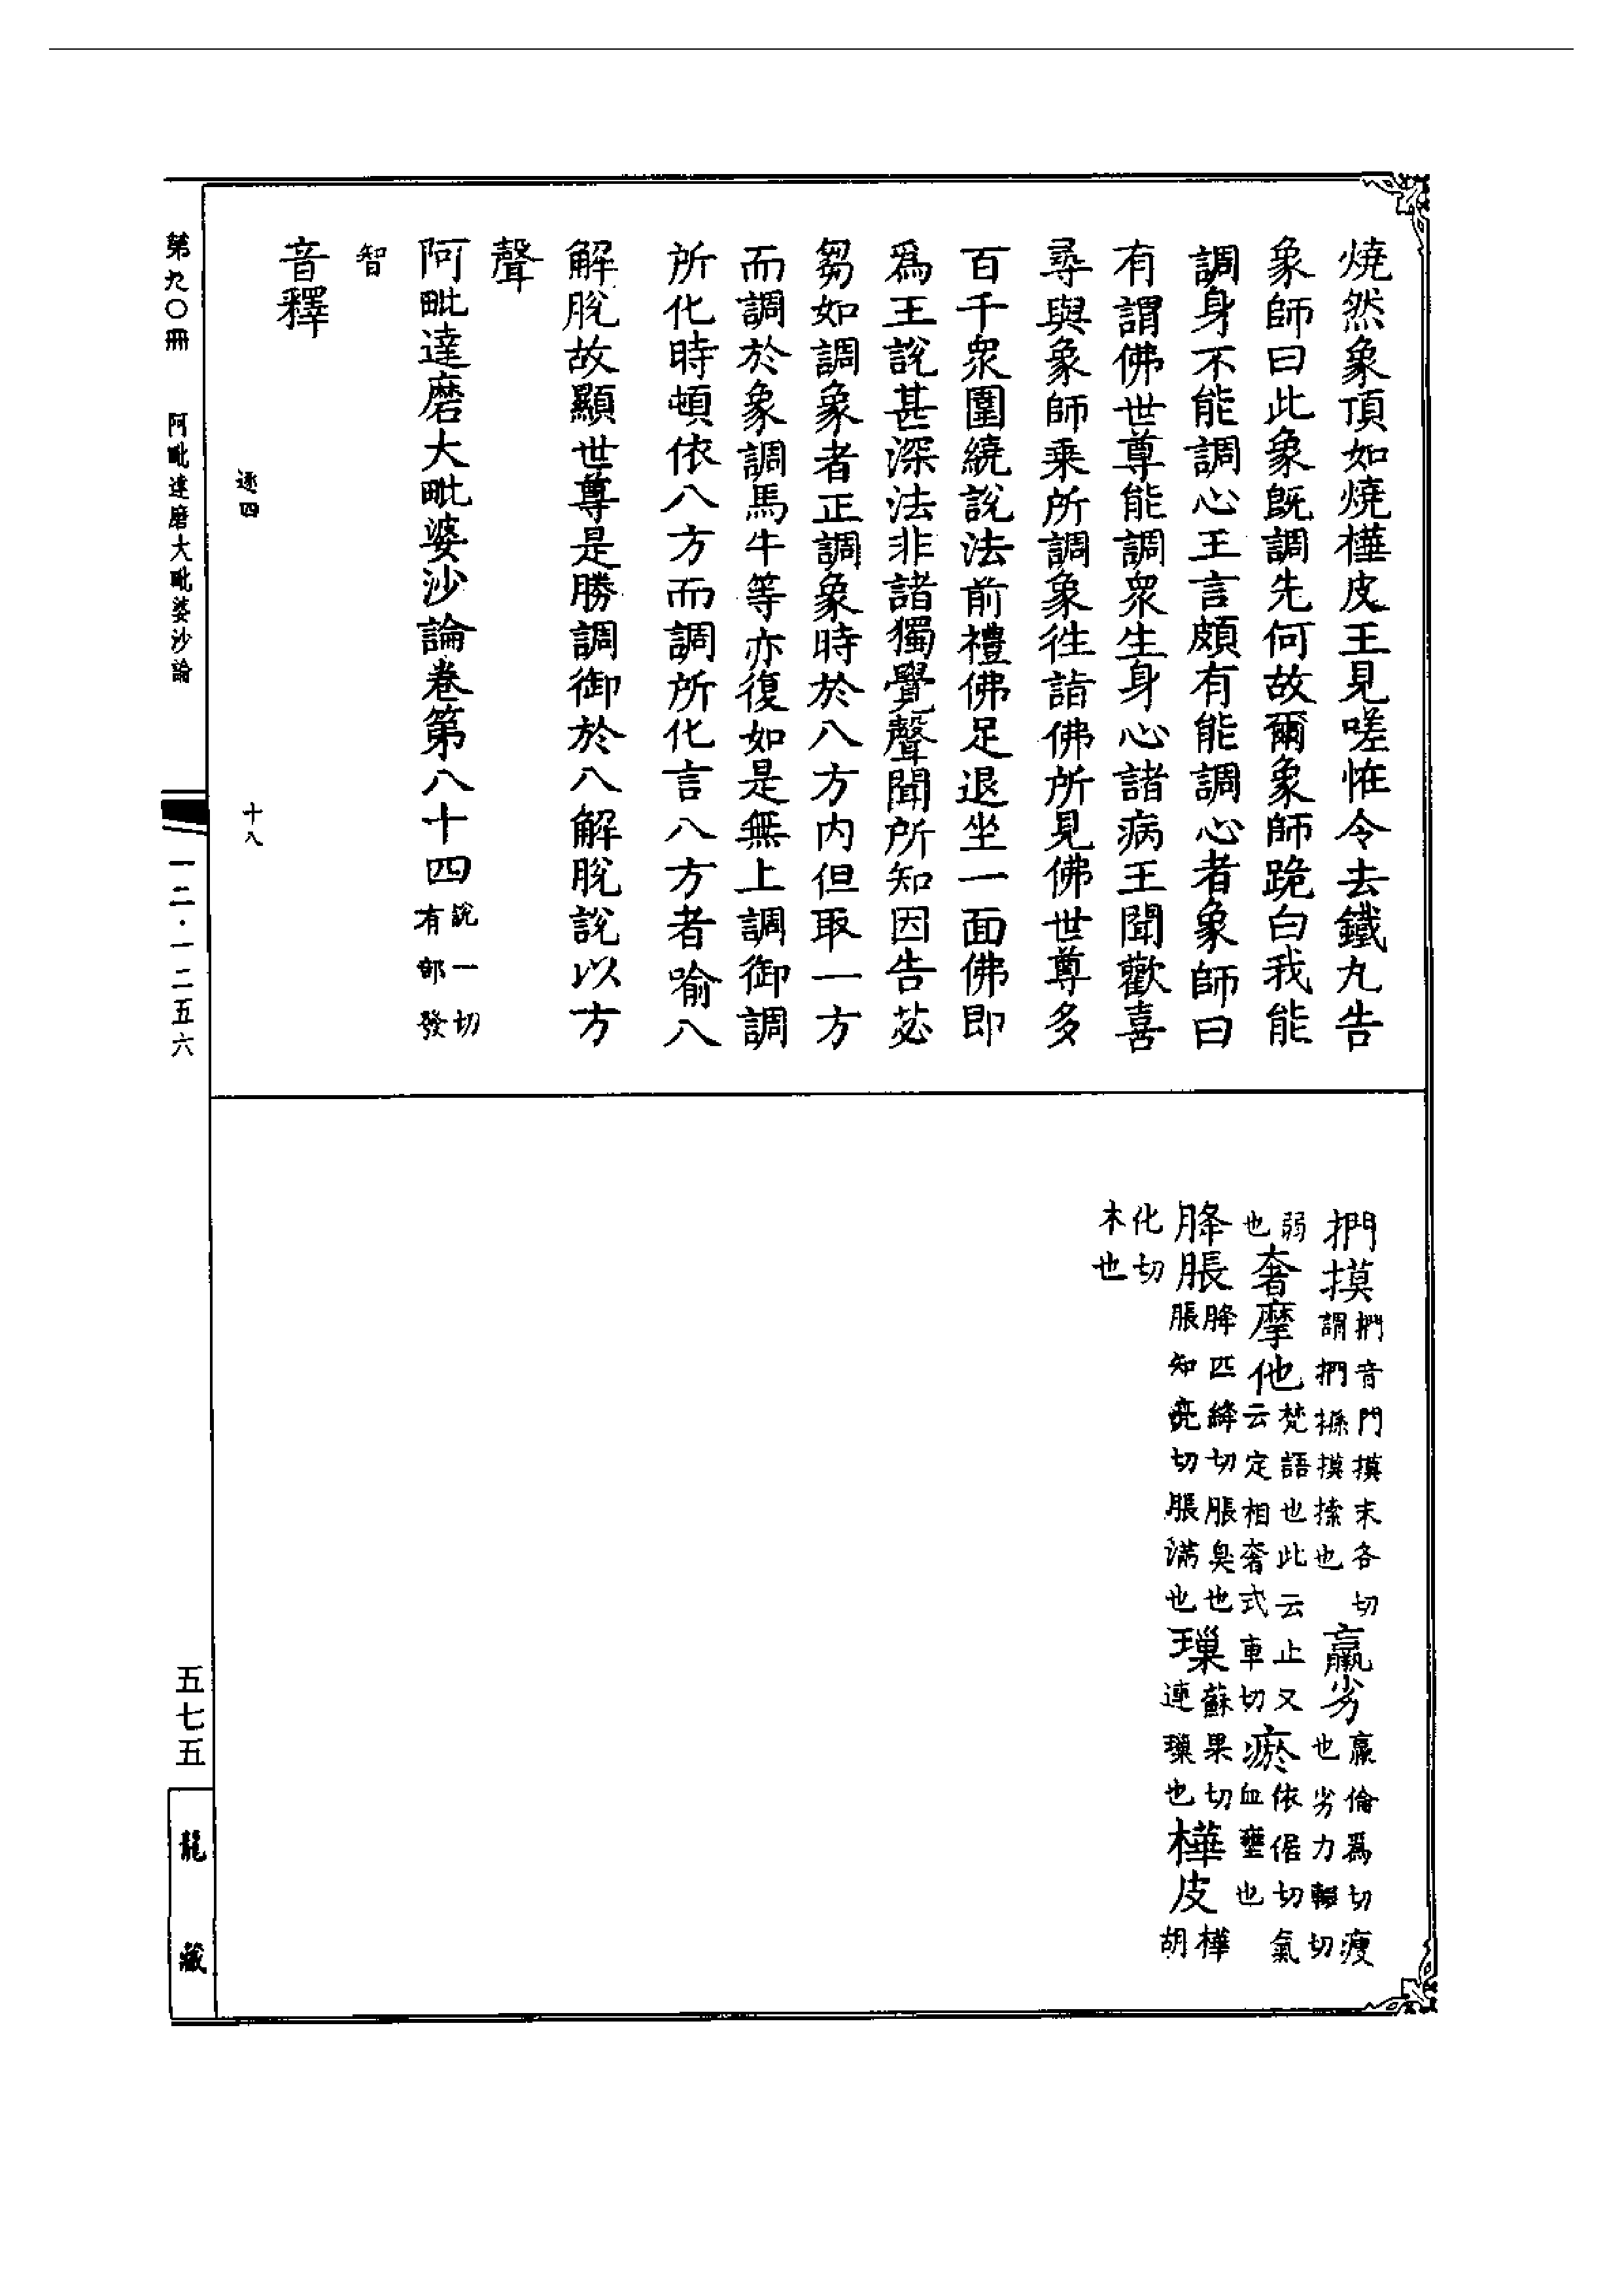 燒然象頂如燒樺皮王見嗟恠令去鐵九告
象師曰此象既調先何故爾象師跪白我能
調身不能調心王言頗有能調心者象師曰
有謂佛世尊能調眾生身心諸病王聞歡喜
尋與象師乘所調象徃詣佛所見佛世尊多
百千眾圍繞說法前禮佛足退坐一面佛即
為王說甚深法非諸獨覺聲聞所知因告苾
芻如調象者正調象時於八方內但取一方
而調於象調馬牛等亦復如是無上調御調
所化時頓依八方而調所化言八方者喻八
解脫故顯世尊是勝調御於八解脫說以方
聲
阿毗達磨大毗婆沙論卷第八十四說一切有部發
智
音釋
逐四 十八
捫摸捫音門摸末各切謂捫搎摸㨞也 羸劣羸倫為切瘦也劣力輟切
弱也奢摩他梵語也此云止又云定相奢式車切瘀依倨切氣血壅也
胮脹胮匹絳切脹臭也脹知亮切脹滿也璅蘇果切連璅也樺皮樺胡
化切木也
第九〇冊 阿毗達磨大毗婆沙論
一二·一二五六
五七五
龍藏